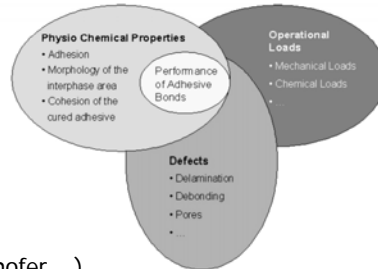 Physio Chemical Properties
• Adhesion
• Morphology of the
interphase area
• Cohesion of the
cured adhesive
Performance
of Adhesive
Bonds
Operational
Loads
• Mechanical Loads
• Chemical Loads
• ...
Defects
• Delamination
• Debonding
• Pores
• ...